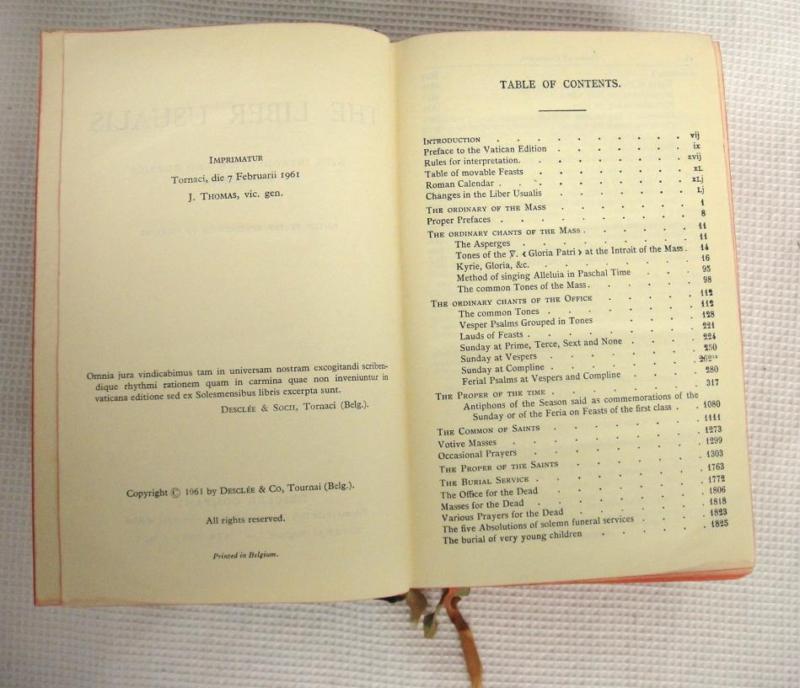 IMPRIMATUR
Tornaci, die 7 Februarii 1961
J. THOMAS, vic. gen.
Omnia jura vindicabimus tam in universam nostram excogitandi scriben-
dique rhythmi rationem quam in carmina quae non inveniuntur in
vaticana editione sed ex Solesmensibus libris excerpta sunt.
DESCLÉE & SOCII, Tornaci (Belg.).
Copyright © 1961 by DESCLÉE & Co, Tournai (Belg.).
All rights reserved.
Printed in Belgium.
TABLE OF CONTENTS.
INTRODUCTION . . . . . . . . . vij
Preface to the Vatican Edition . . . . . . . ix
Rules for interpretation. . . . . . . . xvij
Table of movable Feasts . . . . . . . xL
Roman Calendar . . . . . . . . xLj
Changes in the Liber Usualis . . . . . . . Lj
THE ORDINARY OF THE MASS . . . . . . 1
Proper Prefaces . . . . . . . . 8
THE ORDINARY CHANTS OF THE MASS . . . . . 11
The Asperges . . . . . . . 11
Tones of the ℣. « Gloria Patri » at the Introit of the Mass . 14
Kyrie, Gloria, &c. . . . . . . . 16
Method of singing Alleluia in Paschal Time . . . 95
The common Tones of the Mass. . . . . 98
THE ORDINARY CHANTS OF THE OFFICE . . . . . 112
The common Tones . . . . . . . 112
Vesper Psalms Grouped in Tones . . . . . 128
Lauds of Feasts . . . . . . . 221
Sunday at Prime, Terce, Sext and None . . . . 224
Sunday at Vespers . . . . . . . 250
Sunday at Compline . . . . . . 262
Ferial Psalms at Vespers and Compline . . . . 280
THE PROPER OF THE TIME . . . . . . . 317
Antiphons of the Season said as commemorations of the
Sunday or of the Feria on Feasts of the first class . . 1080
THE COMMON OF SAINTS . . . . . . . 1111
Votive Masses . . . . . . . . 1273
Occasional Prayers . . . . . . . 1299
THE PROPER OF THE SAINTS . . . . . . 1303
THE BURIAL SERVICE . . . . . . . 1763
The Office for the Dead . . . . . . . 1772
Masses for the Dead . . . . . . . 1806
Various Prayers for the Dead . . . . . . 1818
The five Absolutions of solemn funeral services . . . . 1823
The burial of very young children . . . . . 1825